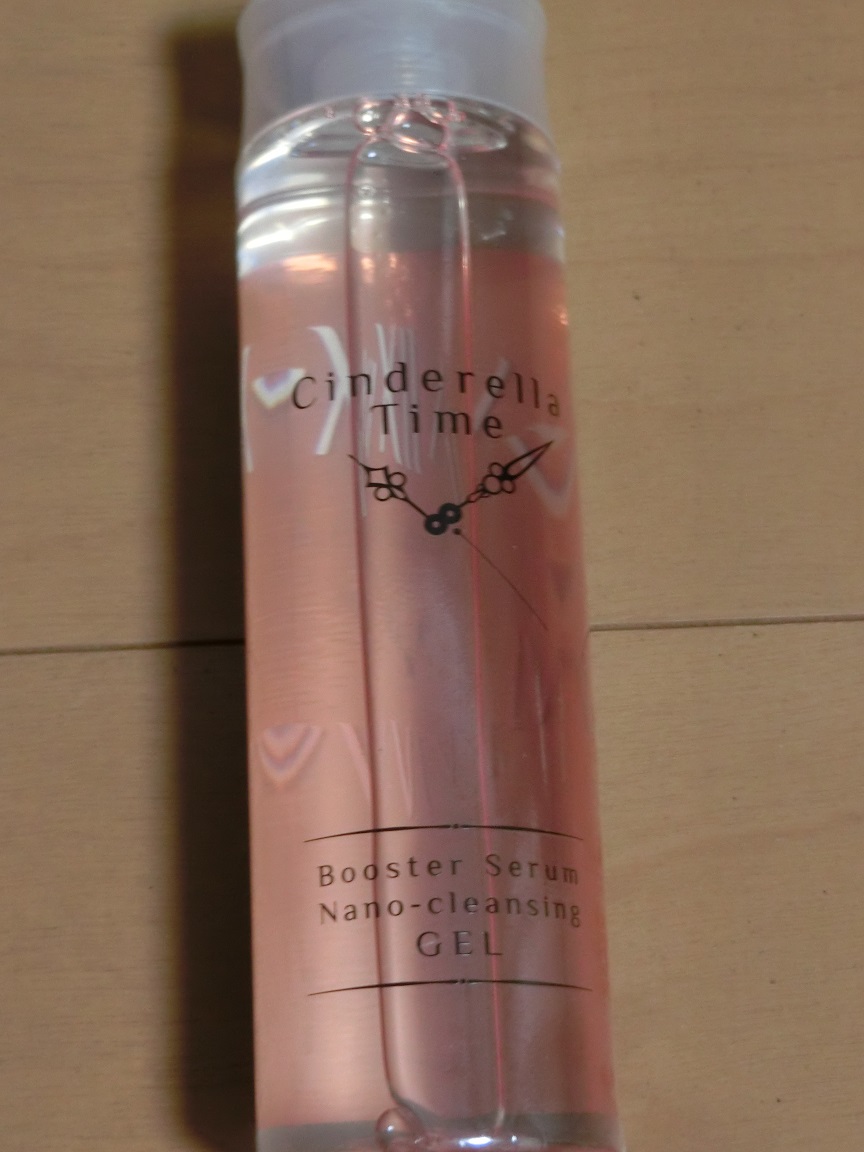 Cinderella
Time
Booster Serum
Nano-cleansing
GEL